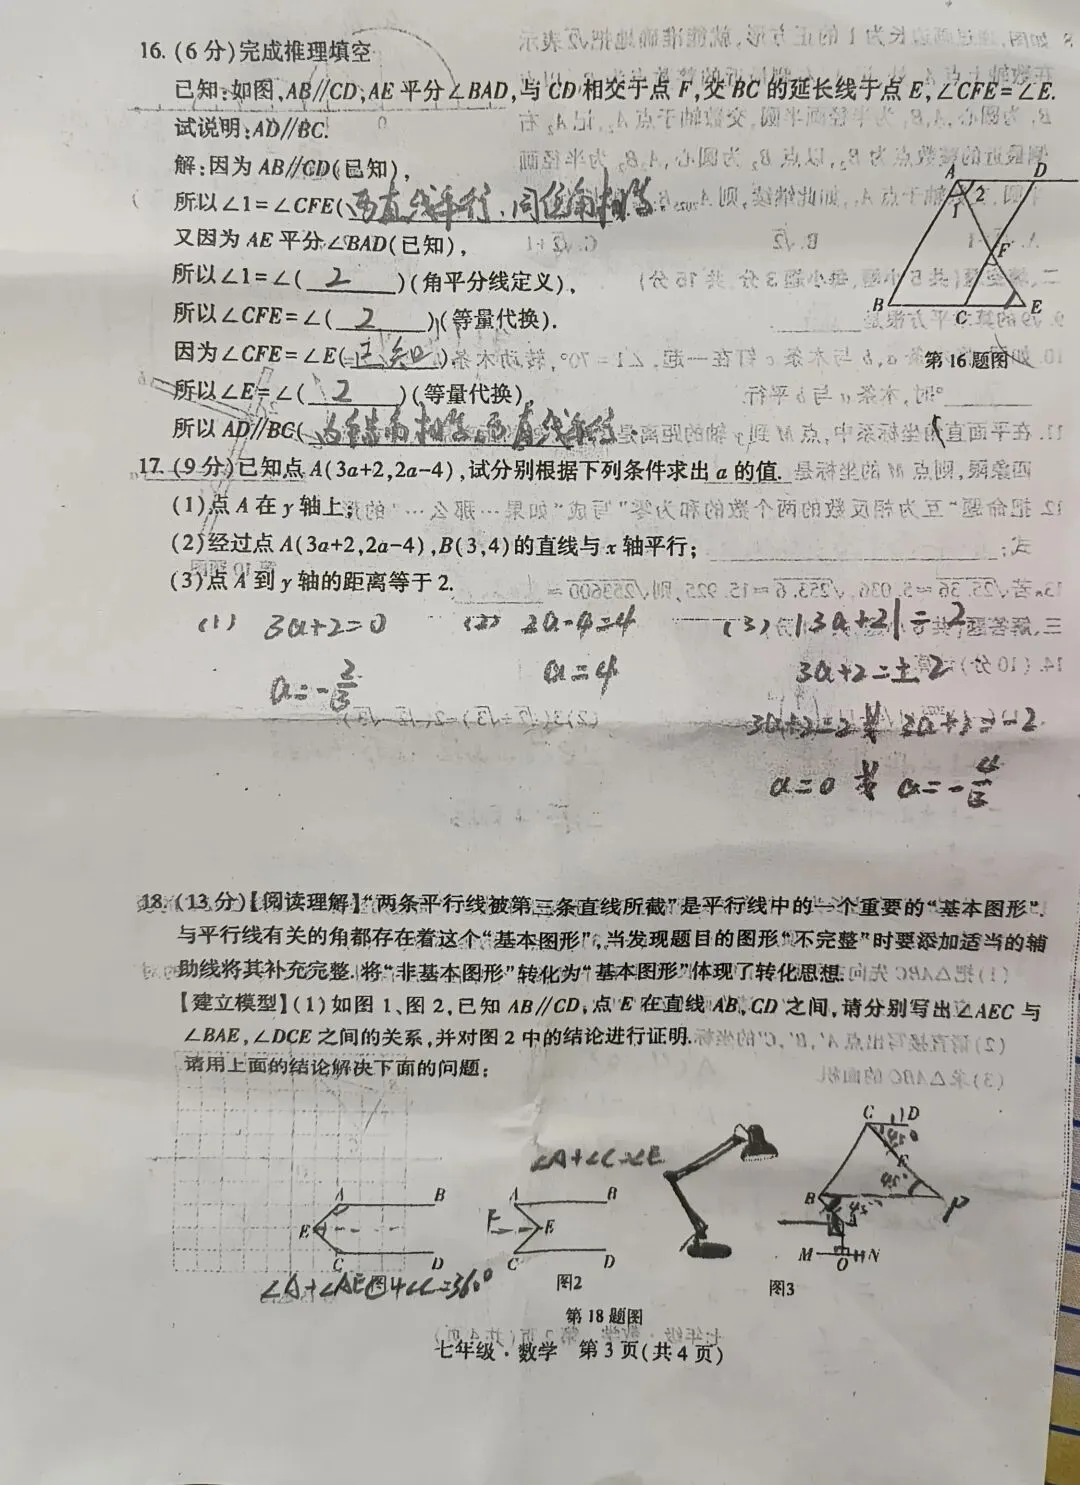 16. (6分)完成推理填空
已知:如图,AB∥CD,AE平分∠BAD,与CD相交于点F,交BC的延长线于点E,∠CFE=∠E.
试说明:AD∥BC.
解:因为AB∥CD(已知),
所以∠1=∠CFE(两直线平行,同位角相等.
又因为AE平分∠BAD(已知),
所以∠1=∠( 2 )(角平分线定义),
所以∠CFE=∠( 2 )(等量代换).
因为∠CFE=∠E(已知),
所以∠E=∠( 2 )(等量代换),
所以AD∥BC(内错角相等,两直线平行.
A D
1 2
F
B C E
第16题图
17. (9分)已知点A(3a+2,2a-4),试分别根据下列条件求出a的值.
(1)点A在y轴上;
(2)经过点A(3a+2,2a-4),B(3,4)的直线与x轴平行;
(3)点A到y轴的距离等于2.
(1) 3a+2=0 (2) 2a-4=4 (3) |3a+2|=2
a=-2/3 a=4 3a+2=±2
3a+2=2 或 3a+2=-2
a=0 或 a=-4/3
18. (13分)【阅读理解】“两条平行线被第三条直线所截”是平行线中的一个重要的“基本图形”.
与平行线有关的角都存在着这个“基本图形”,当发现题目的图形“不完整”时要添加适当的辅
助线将其补充完整.将“非基本图形”转化为“基本图形”体现了转化思想.
【建立模型】(1)如图1、图2,已知AB∥CD,点E在直线AB,CD之间,请分别写出∠AEC与
∠BAE,∠DCE之间的关系,并对图2中的结论进行证明.
请用上面的结论解决下面的问题:
∠A+∠C=∠E
A B
E
C D
A B
F E
C D
C D
45°
F
45°
B 45° P
M O N
∠A+∠AEC+∠C=360°
图2
图3
第18题图
七年级·数学 第3页(共4页)